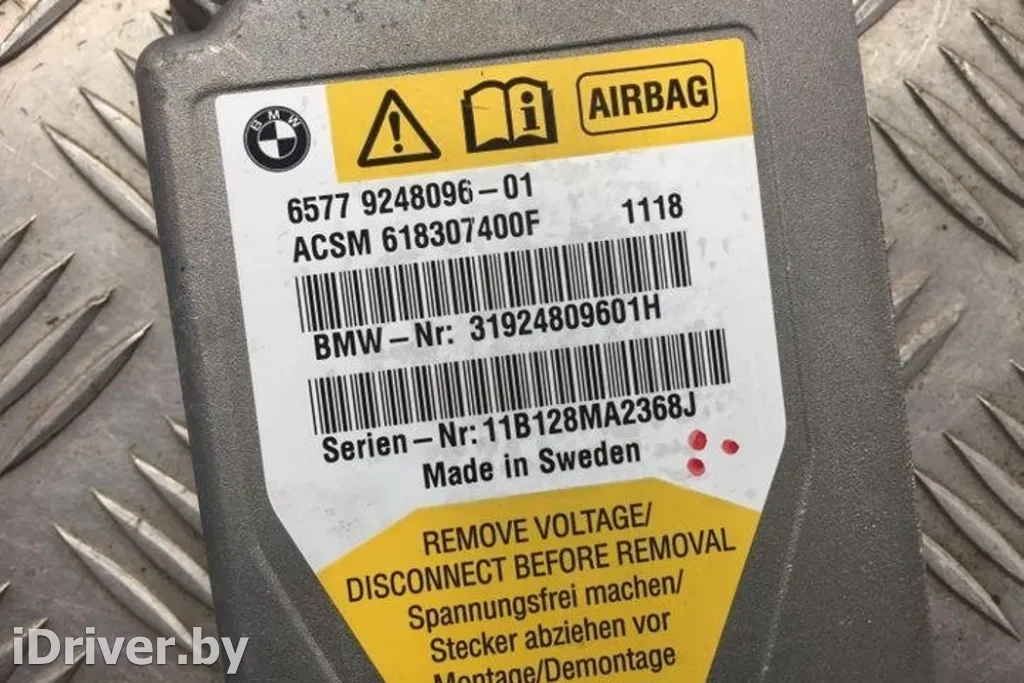 BMW
AIRBAG
6577 9248096-01
ACSM 618307400F 1118
BMW-Nr: 31924809601H
Serien-Nr: 11B128MA2368J
Made in Sweden
REMOVE VOLTAGE/
DISCONNECT BEFORE REMOVAL
Spannungsfrei machen/
Stecker abziehen vor
Montage/Demontage
iDriver.by